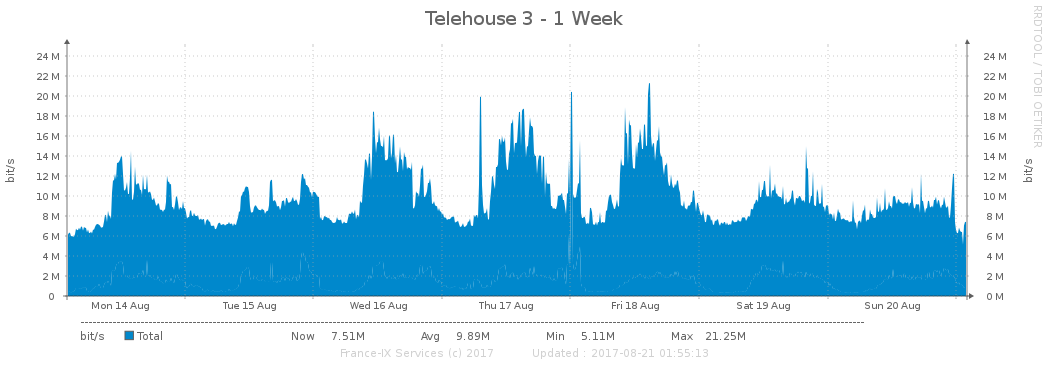 Telehouse 3 - 1 Week
RRDTOOL / TOBI OETIKER
bit/s
bit/s
24 M 24 M
22 M 22 M
20 M 20 M
18 M 18 M
16 M 16 M
14 M 14 M
12 M 12 M
10 M 10 M
8 M 8 M
6 M 6 M
4 M 4 M
2 M 2 M
0 0 M
Mon 14 Aug Tue 15 Aug Wed 16 Aug Thu 17 Aug Fri 18 Aug Sat 19 Aug Sun 20 Aug
bit/s Total Now 7.51M Avg 9.89M Min 5.11M Max 21.25M
France-IX Services (c) 2017 Updated : 2017-08-21 01:55:13